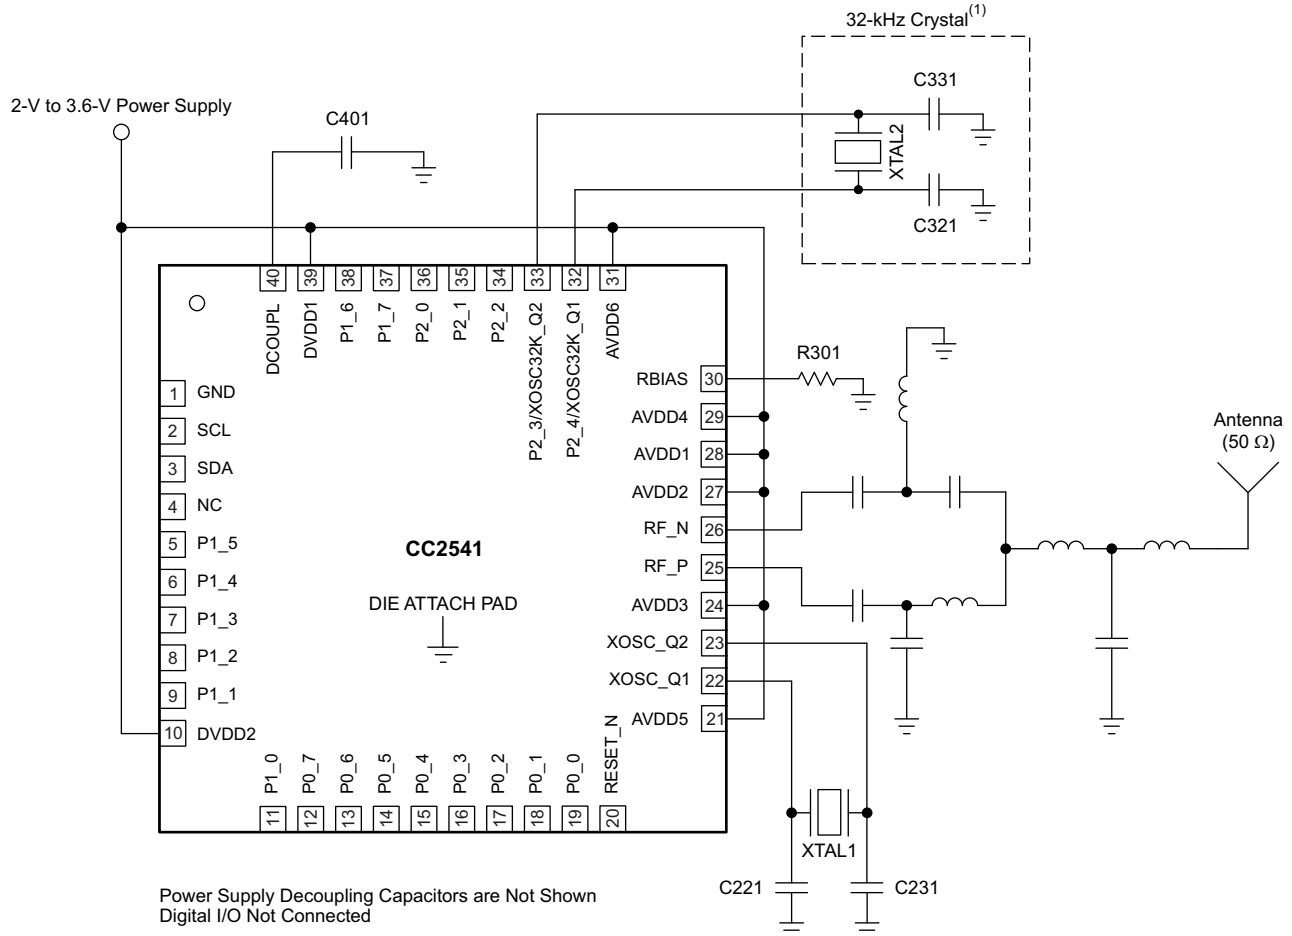 32-kHz Crystal(1)
C331
2-V to 3.6-V Power Supply
C401
XTAL2
C321
40
39
38
37
36
35
34
33
32
31
DCOUPL
DVDD1
P1_6
P1_7
P2_0
P2_1
P2_2
P2_3/XOSC32K_Q2
P2_4/XOSC32K_Q1
AVDD6
1 GND
2 SCL
3 SDA
4 NC
5 P1_5
6 P1_4
7 P1_3
8 P1_2
9 P1_1
10 DVDD2
CC2541
DIE ATTACH PAD
RBIAS 30
AVDD4 29
AVDD1 28
AVDD2 27
RF_N 26
RF_P 25
AVDD3 24
XOSC_Q2 23
XOSC_Q1 22
AVDD5 21
R301
Antenna
(50 Ω)
P1_0
P0_7
P0_6
P0_5
P0_4
P0_3
P0_2
P0_1
P0_0
RESET_N
11
12
13
14
15
16
17
18
19
20
XTAL1
C221
C231
Power Supply Decoupling Capacitors are Not Shown
Digital I/O Not Connected